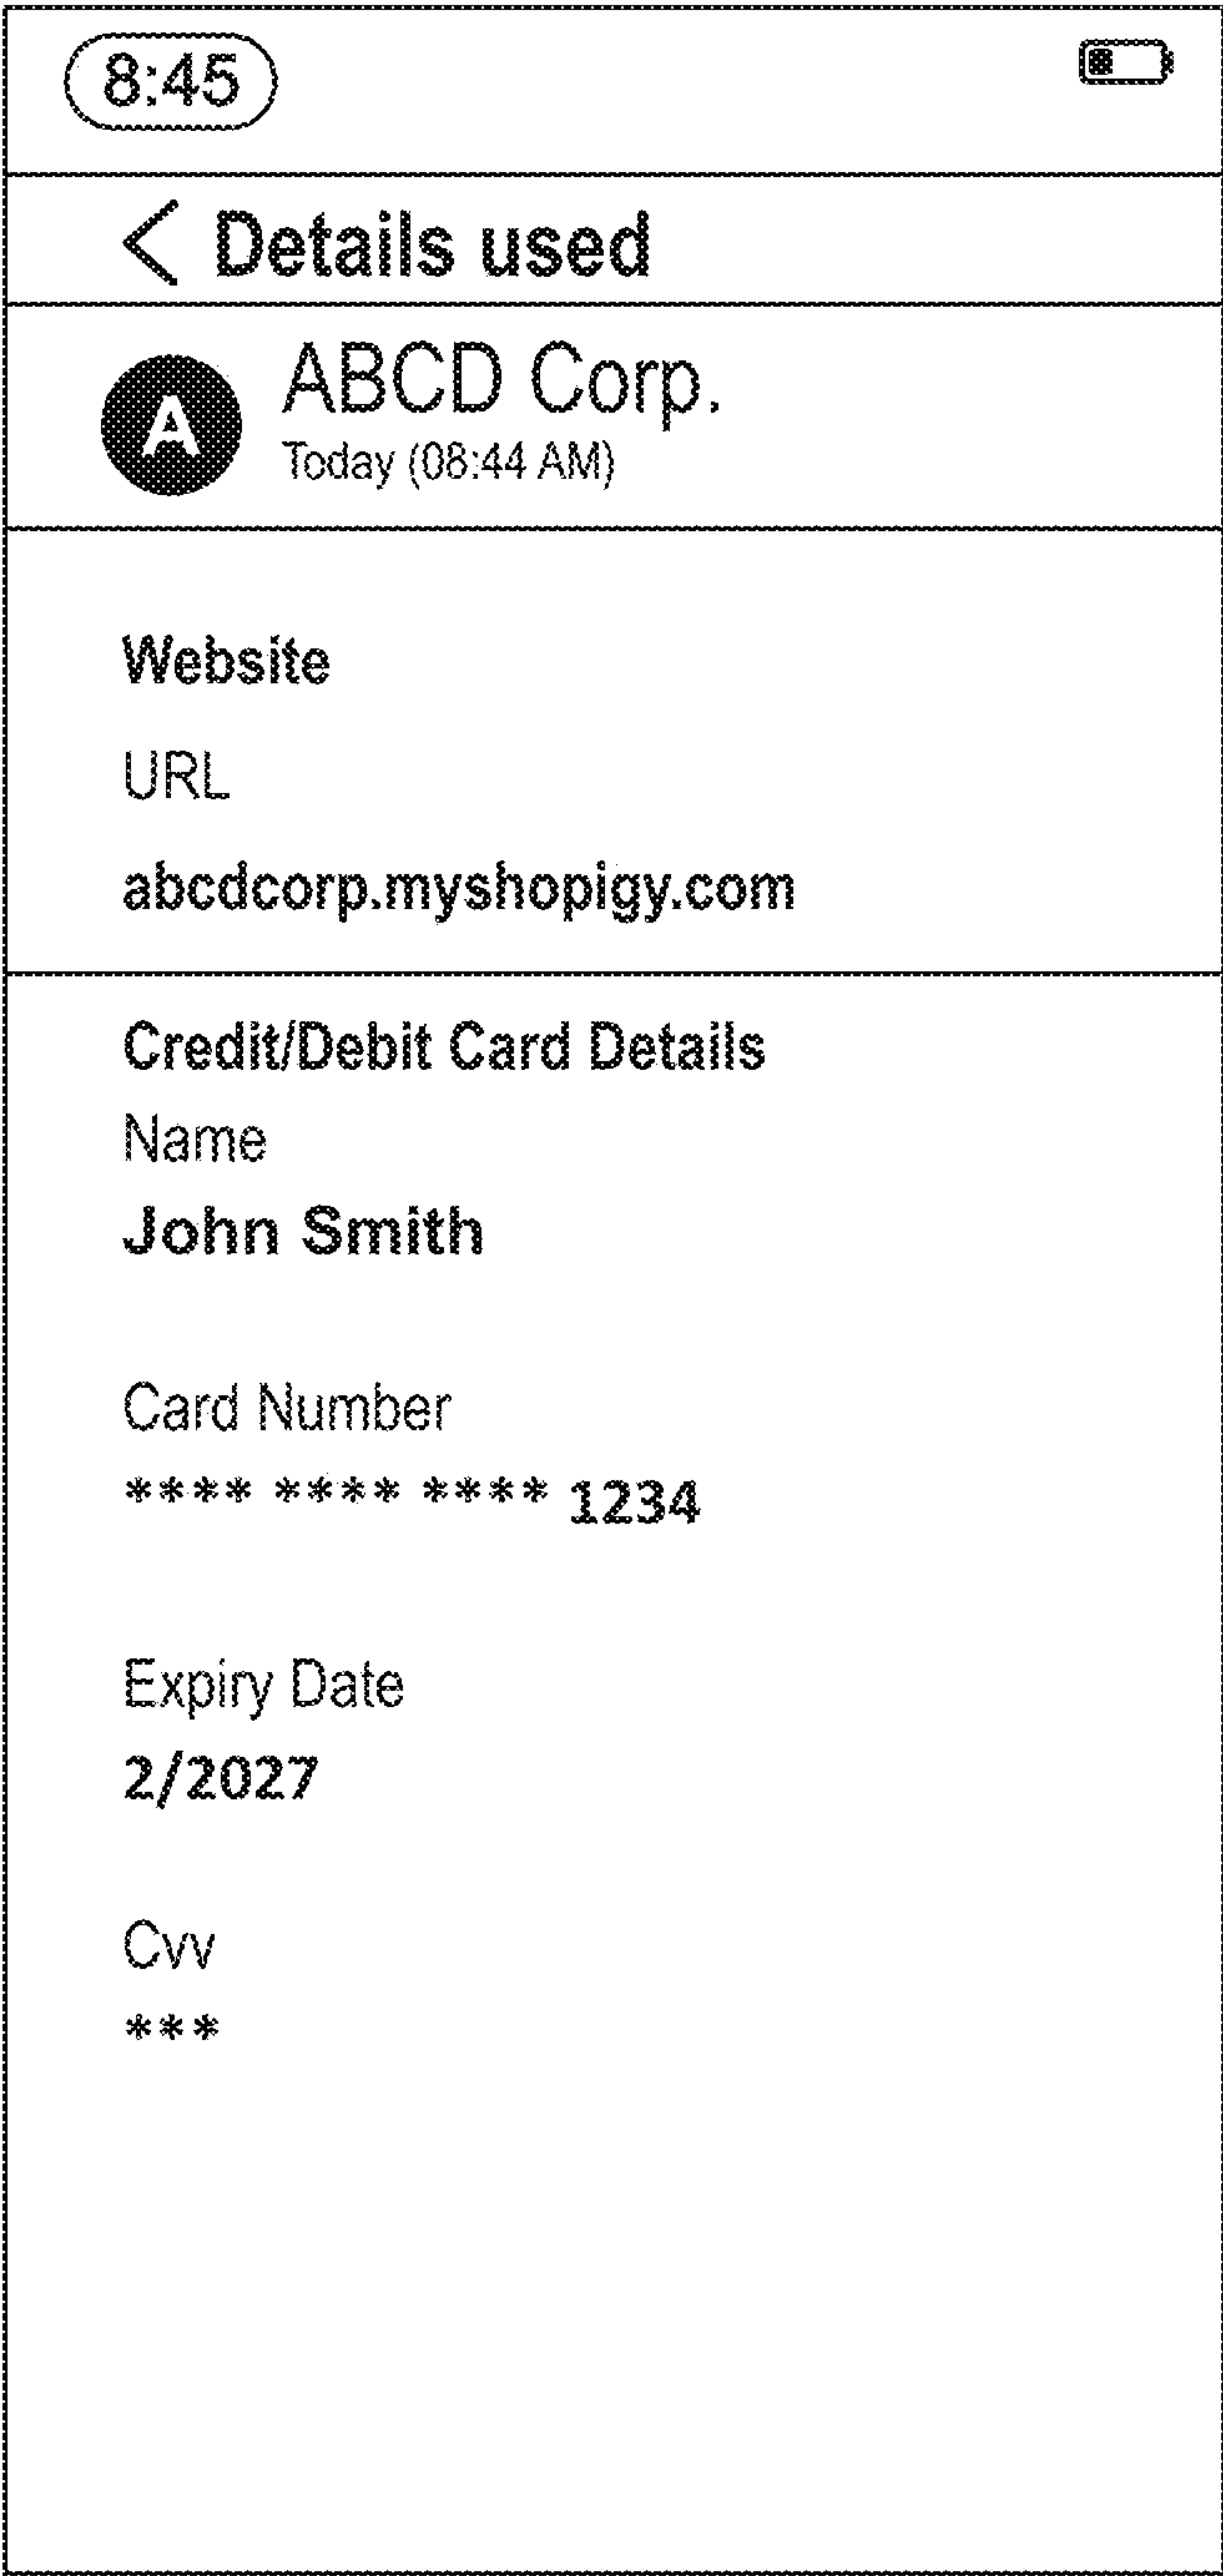 8:45
Details used
A
ABCD Corp.
Today (08:44 AM)
Website
URL
abcdcorp.myshopigy.com
Credit/Debit Card Details
Name
John Smith
Card Number
**** **** **** 1234
Expiry Date
2/2027
Cvv
***